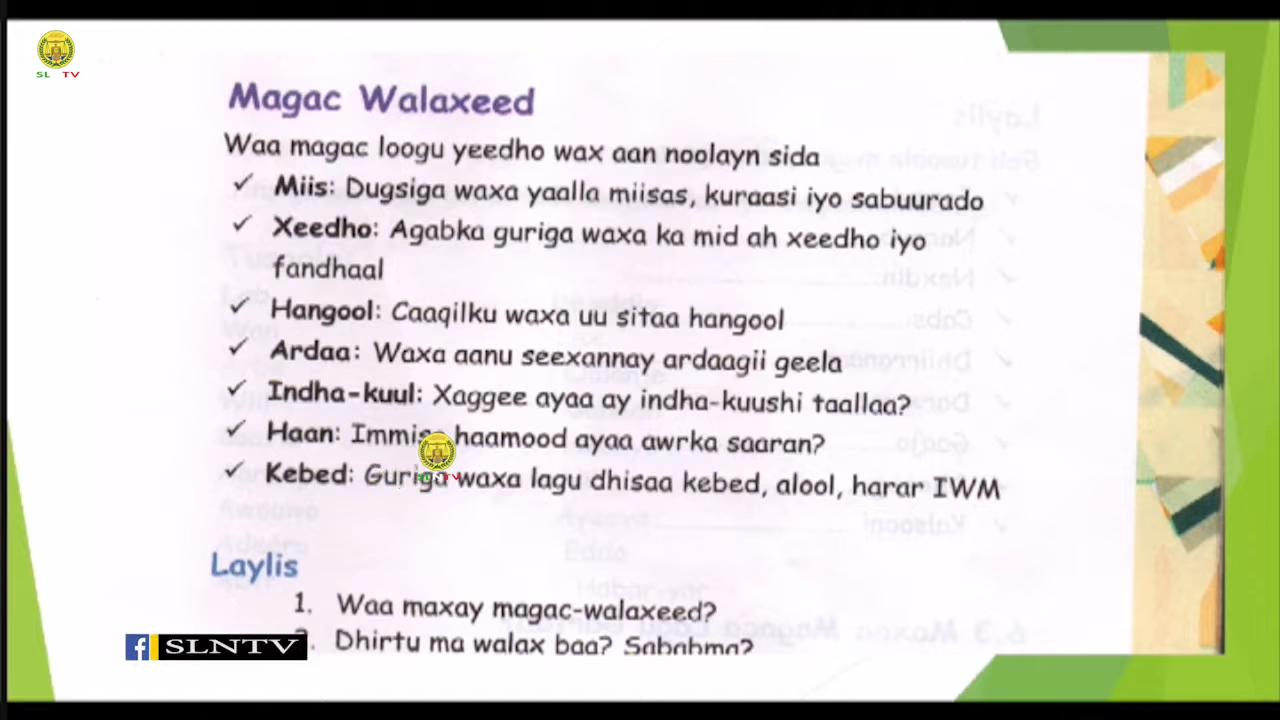 SL TV
Magac Walaxeed
Waa magac loogu yeedho wax aan noolayn sida
✓ Miis: Dugsiga waxa yaalla miisas, kuraasi iyo sabuurado
✓ Xeedho: Agabka guriga waxa ka mid ah xeedho iyo
fandhaal
✓ Hangool: Caaqilku waxa uu sitaa hangool
✓ Ardaa: Waxa aanu seexannay ardaagii geela
✓ Indha-kuul: Xaggee ayaa ay indha-kuushi taallaa?
✓ Haan: haamood ayaa awrka saaran?
✓ Kebed: Guriga waxa lagu dhisaa kebed, alool, harar IWM
Laylis
1. Waa maxay magac-walaxeed?
Dhirtu ma walax baa? Sababma?
f SLNTV